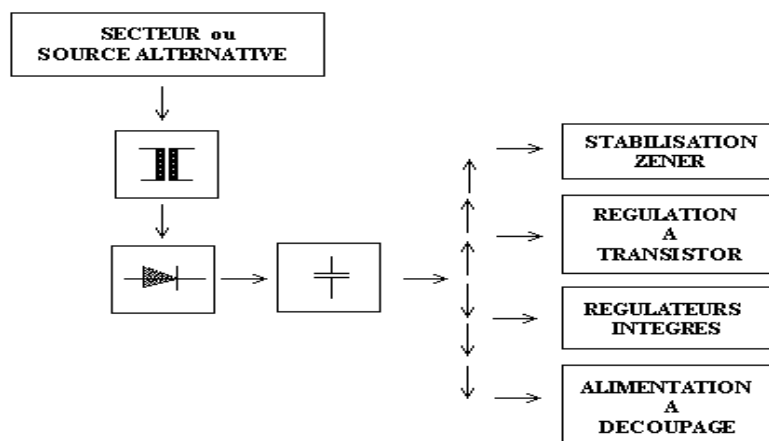 SECTEUR ou
SOURCE ALTERNATIVE
STABILISATION
ZENER
REGULATION
A
TRANSISTOR
REGULATEURS
INTEGRES
ALIMENTATION
A
DECOUPAGE